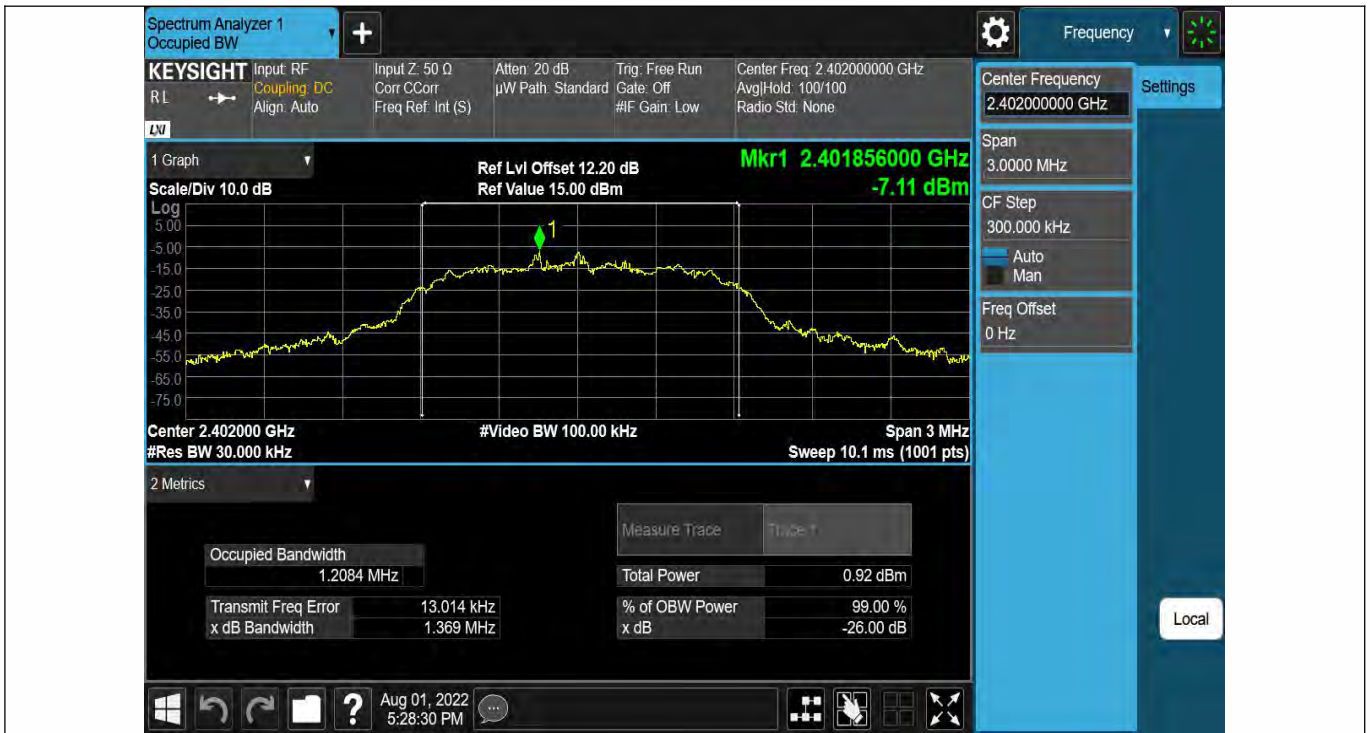 Spectrum Analyzer 1
Occupied BW
Frequency
KEYSIGHT
R L
LXI
Input: RF
Coupling: DC
Align: Auto
Input Z: 50 Ω
Corr CCorr
Freq Ref: Int (S)
Atten: 20 dB
µW Path: Standard
Trig: Free Run
Gate: Off
#IF Gain: Low
Center Freq: 2.402000000 GHz
Avg|Hold: 100/100
Radio Std: None
Center Frequency
2.402000000 GHz
Settings
Span
3.0000 MHz
CF Step
300.000 kHz
Auto
Man
Freq Offset
0 Hz
Local
1 Graph
Scale/Div 10.0 dB
Ref Lvl Offset 12.20 dB
Ref Value 15.00 dBm
Mkr1 2.401856000 GHz
-7.11 dBm
Log
5.00
-5.00
-15.0
-25.0
-35.0
-45.0
-55.0
-65.0
-75.0
1
Center 2.402000 GHz
#Video BW 100.00 kHz
Span 3 MHz
#Res BW 30.000 kHz
Sweep 10.1 ms (1001 pts)
2 Metrics
Measure Trace
Trace 1
Occupied Bandwidth
1.2084 MHz
Total Power 0.92 dBm
Transmit Freq Error 13.014 kHz
% of OBW Power 99.00 %
x dB Bandwidth 1.369 MHz
x dB -26.00 dB
?
Aug 01, 2022
5:28:30 PM